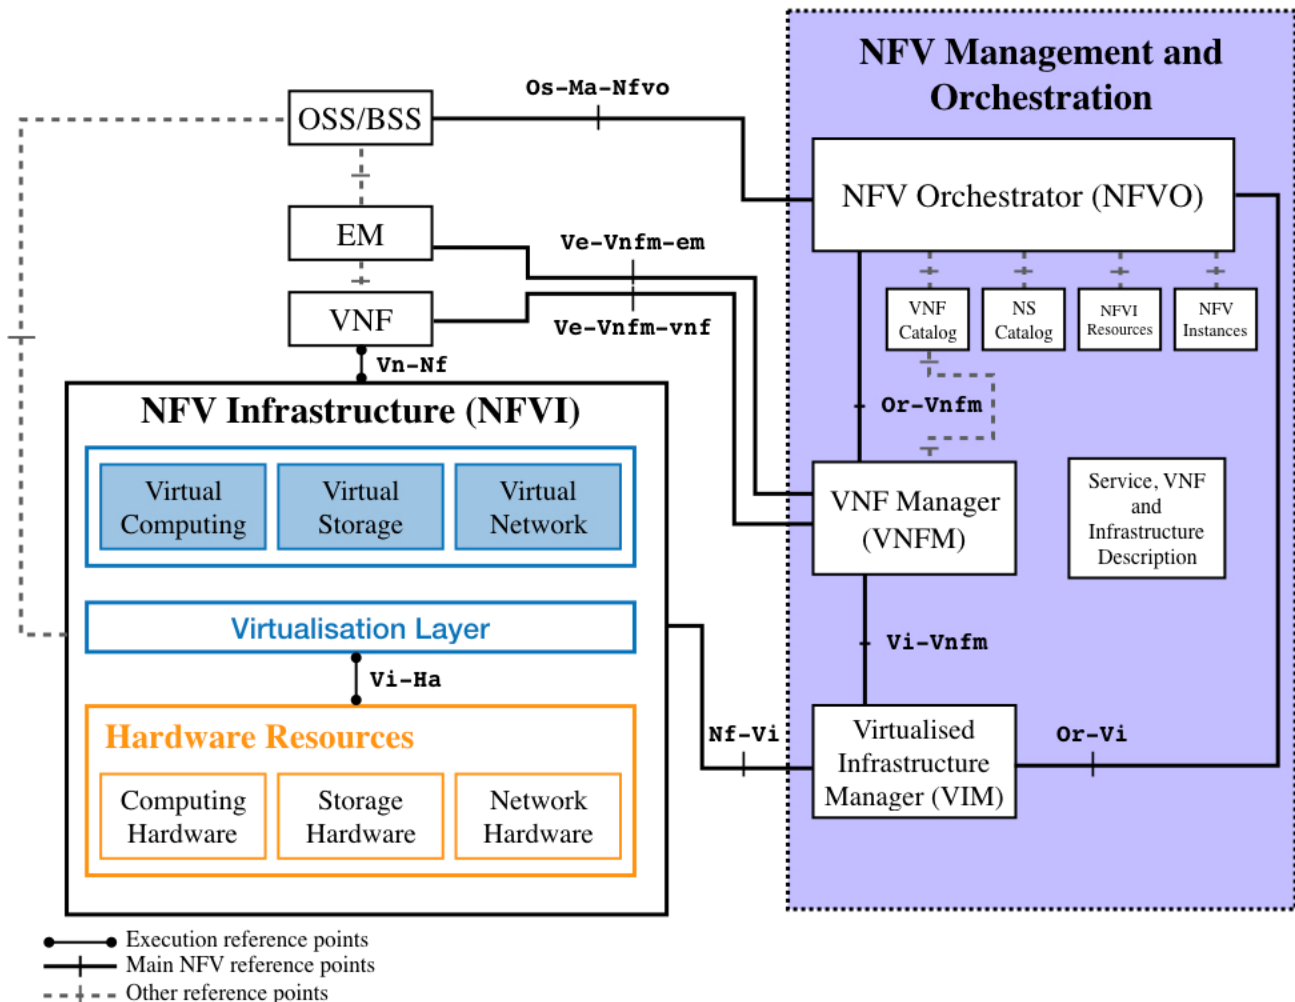 NFV Management and
Orchestration
Os-Ma-Nfvo
OSS/BSS
NFV Orchestrator (NFVO)
EM
Ve-Vnfm-em
VNF
Ve-Vnfm-vnf
VNF
Catalog
NS
Catalog
NFVI
Resources
NFV
Instances
Vn-Nf
Or-Vnfm
NFV Infrastructure (NFVI)
Virtual
Computing
Virtual
Storage
Virtual
Network
VNF Manager
(VNFM)
Service, VNF
and
Infrastructure
Description
Virtualisation Layer
Vi-Vnfm
Vi-Ha
Hardware Resources
Nf-Vi
Or-Vi
Virtualised
Infrastructure
Manager (VIM)
Computing
Hardware
Storage
Hardware
Network
Hardware
Execution reference points
Main NFV reference points
Other reference points